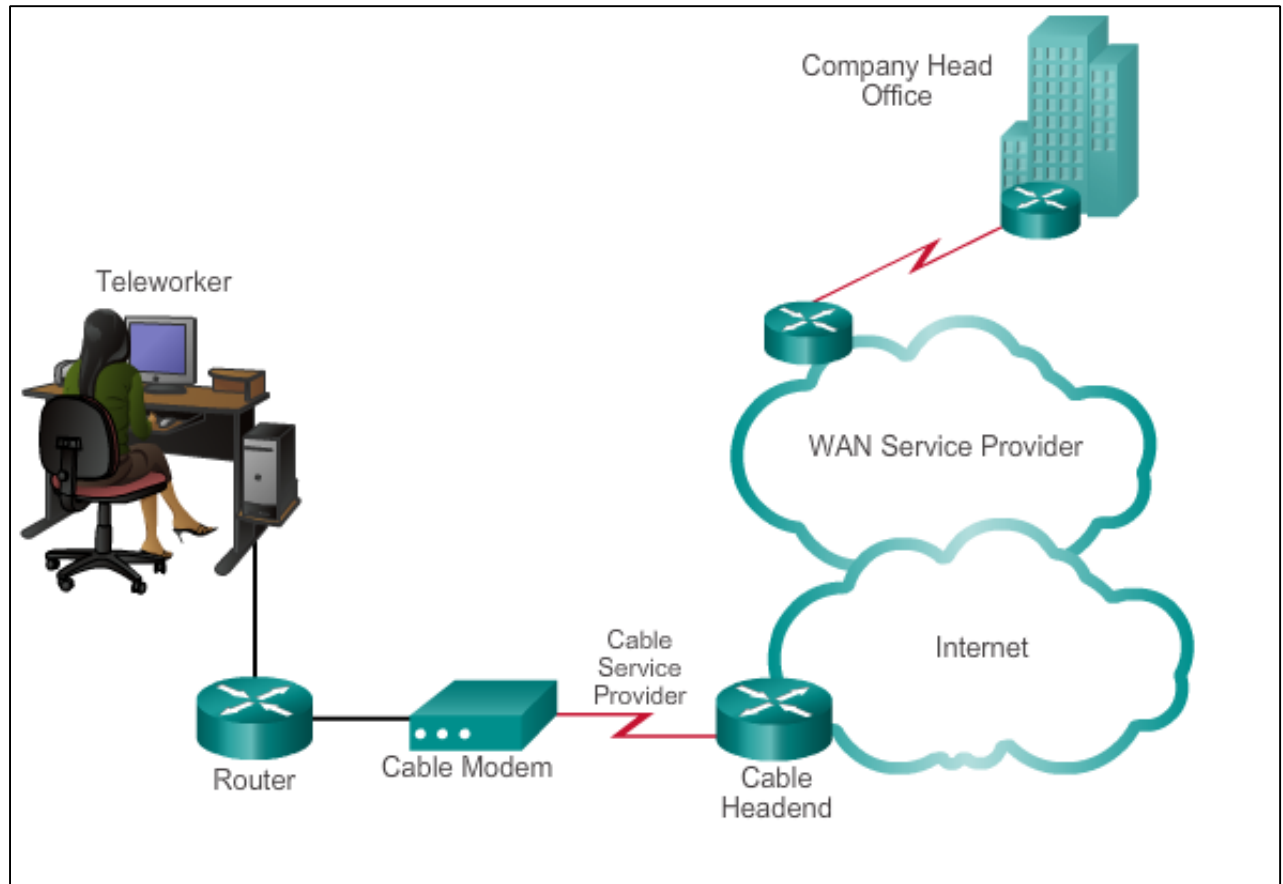 Company Head
Office
Teleworker
WAN Service Provider
Cable
Service
Provider
Internet
Router
Cable Modem
Cable
Headend